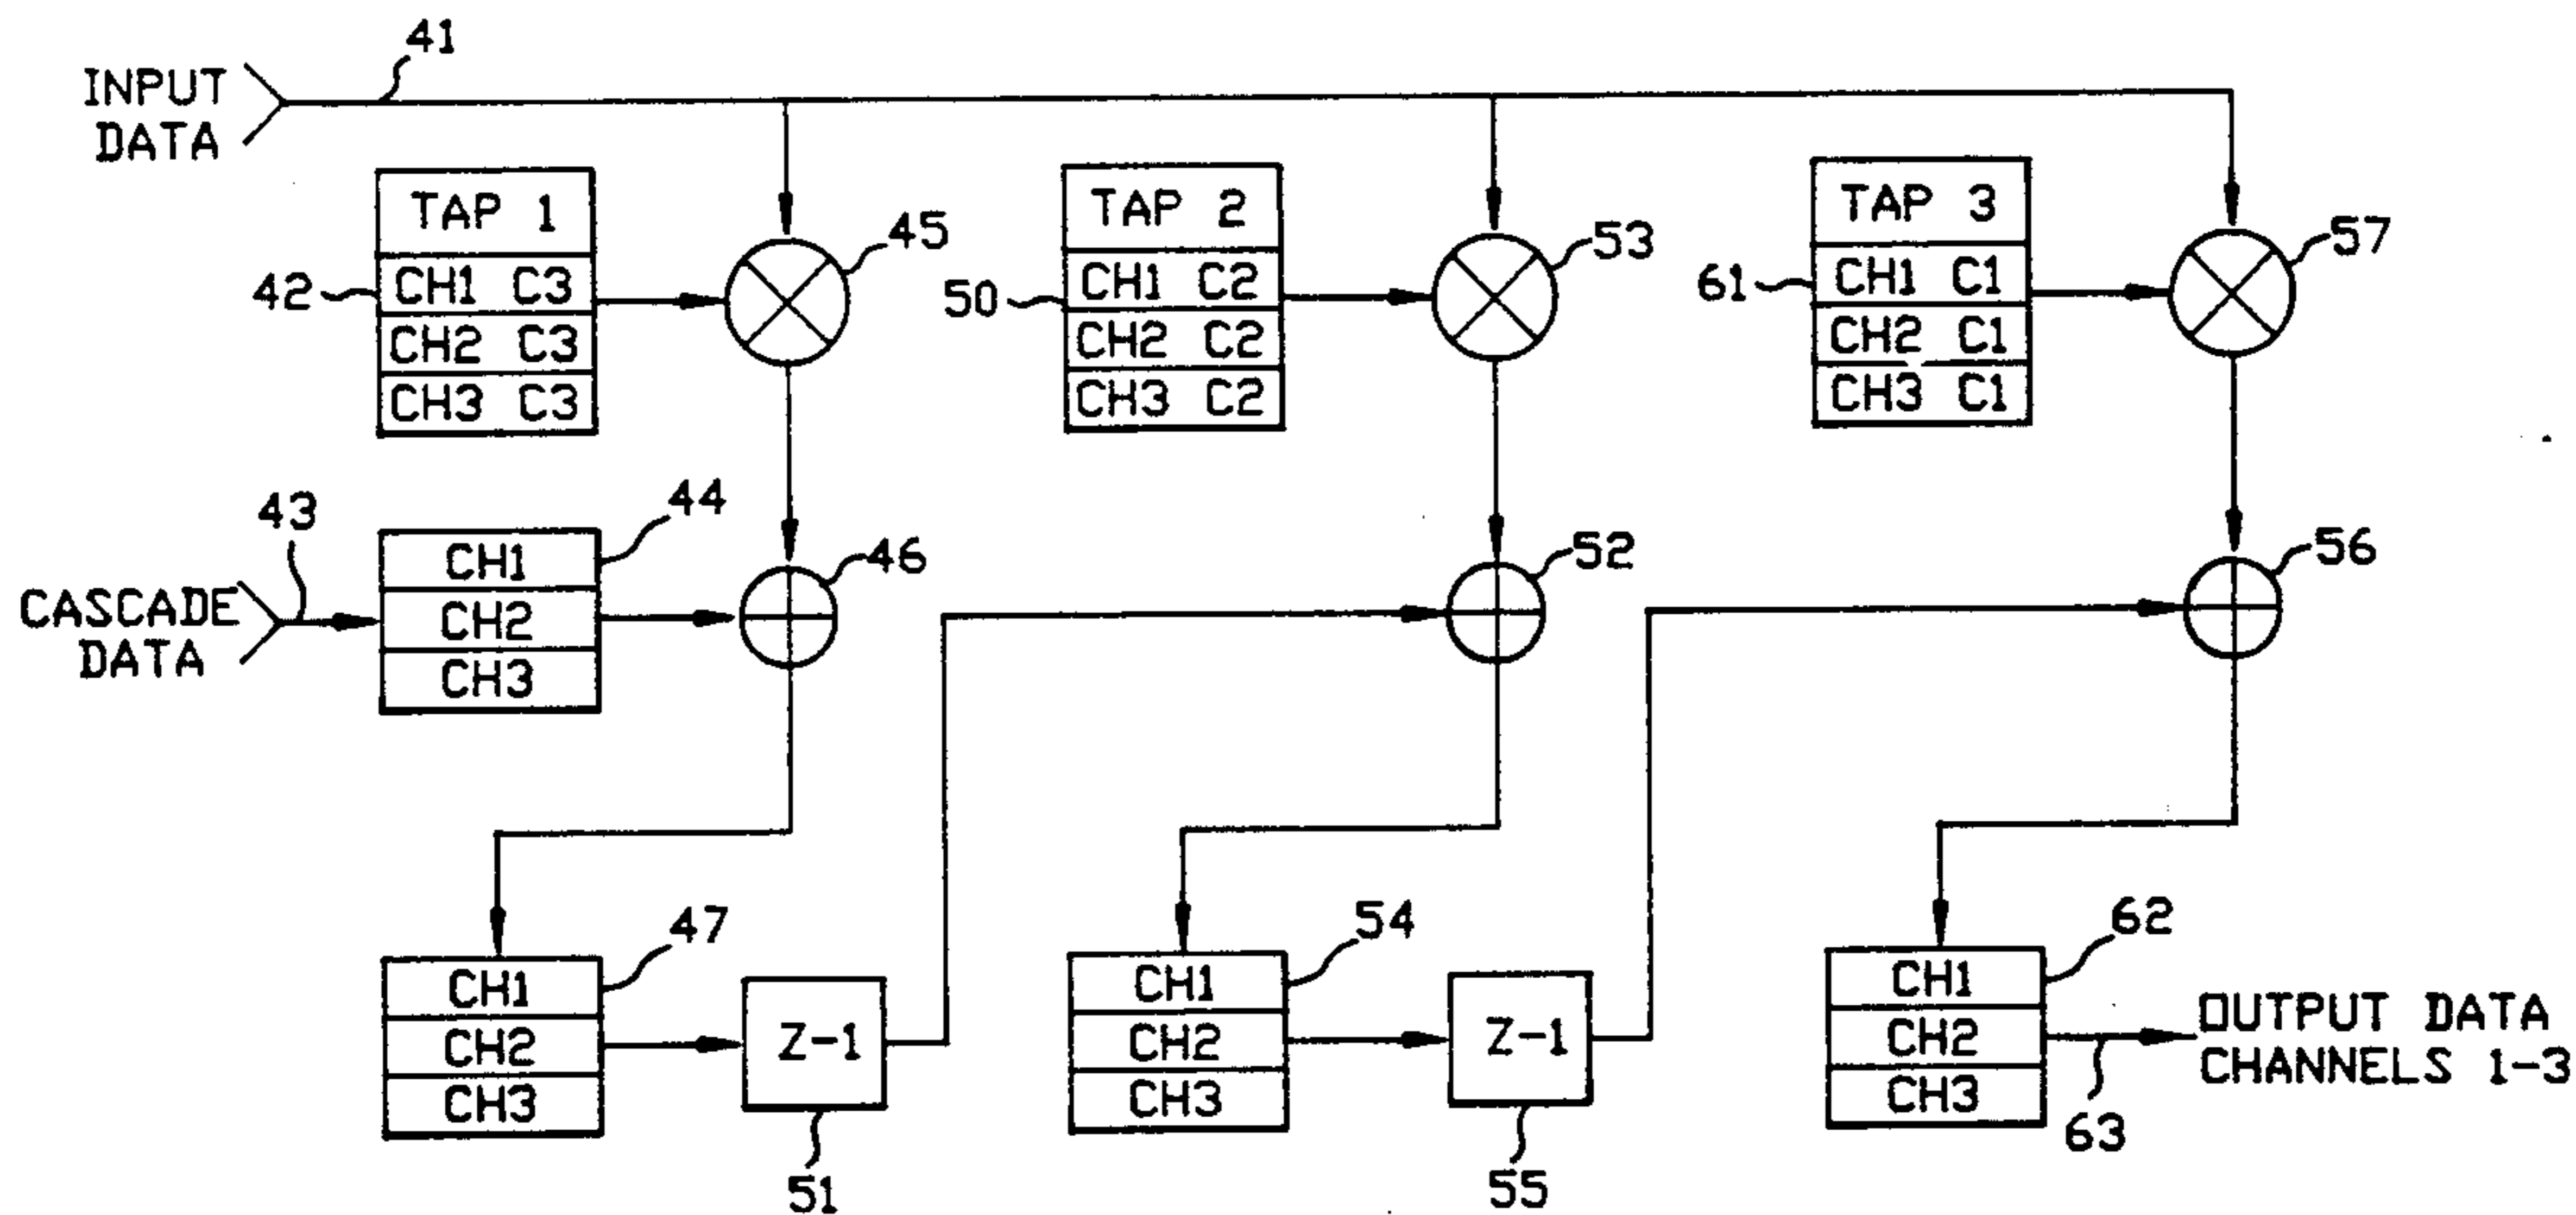 41
INPUT
DATA
TAP 1
CH1 C3
CH2 C3
CH3 C3
42
45
TAP 2
CH1 C2
CH2 C2
CH3 C2
50
53
TAP 3
CH1 C1
CH2 C1
CH3 C1
61
57
43
CASCADE
DATA
CH1
CH2
CH3
44
46
52
56
CH1
CH2
CH3
47
Z-1
51
CH1
CH2
CH3
54
Z-1
55
CH1
CH2
CH3
62
63
OUTPUT DATA
CHANNELS 1-3